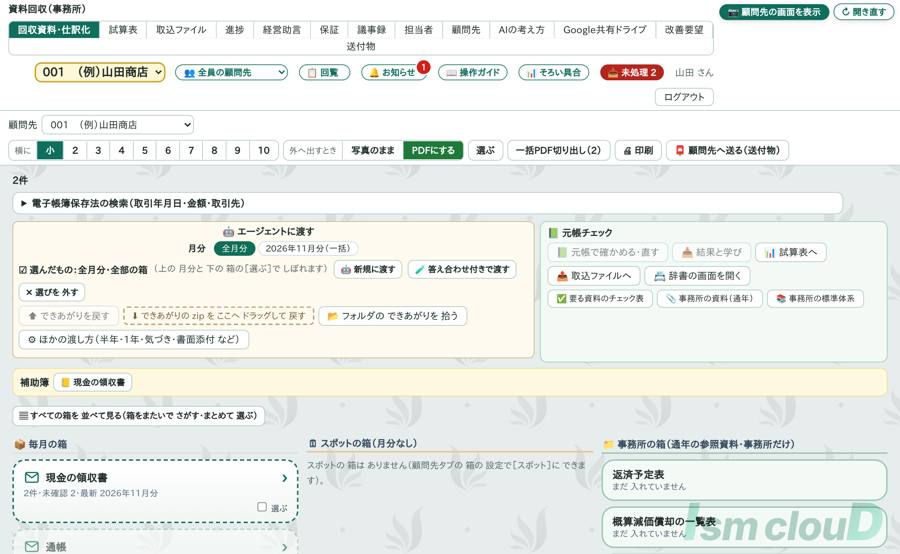 資料回収(事務所)
📷 顧客先の画面を表示
↻ 開き直す
回収資料・仕訳化 試算表 取込ファイル 進捗 経営助言 保証 議事録 担当者 顧問先 AIの考え方 Google共有ドライブ 改善要望
送付物
001 (例)山田商店 👥 全員の顧問先 📋 回覧 🔔 お知らせ 1 📖 操作ガイド 📊 そろい具合 📥 未処理 2 山田 さん
ログアウト
顧問先 001 (例)山田商店
横に 小 2 3 4 5 6 7 8 9 10 外へ出すとき 写真のまま PDFにする 選ぶ 一括PDF切り出し(2) 🖨 印刷 📮 顧問先へ送る(送付物)
2件
▶ 電子帳簿保存法の検索(取引年月日・金額・取引先)
🤖 エージェントに渡す
月分 全月分 2026年11月分(一括)
☑ 選んだもの:全月分・全部の箱 (上の 月分と 下の 箱の[選ぶ]で しぼれます) 🤖 新規に渡す 🧪 答え合わせ付きで渡す
✕ 選びを 外す
⬆ できあがりを戻す ⬇ できあがりの zip を ここへ ドラッグして 戻す 📂 フォルダの できあがりを 拾う
⚙ ほかの渡し方(半年・1年・気づき・書面添付 など)
📗 元帳チェック
📗 元帳で確かめる・直す 📥 結果と学び 📊 試算表へ
📤 取込ファイルへ 📇 辞書の画面を開く
✅ 要る資料のチェック表 📎 事務所の資料(通年) 📚 事務所の標準体系
補助簿 📒 現金の領収書
▤ すべての箱を 並べて見る(箱をまたいで さがす・まとめて 選ぶ)
📦 毎月の箱
現金の領収書 ›
2件・未確認 2・最新 2026年11月分
選ぶ
通帳 ›
🗓 スポットの箱(月分なし)
スポットの 箱は ありません(顧問先タブの 箱の 設定で[スポット]に できま
す)。
📁 事務所の箱(通年の参照資料・事務所だけ)
返済予定表
まだ 入れていません
概算減価償却の一覧表
まだ 入れていません
Ism clouD